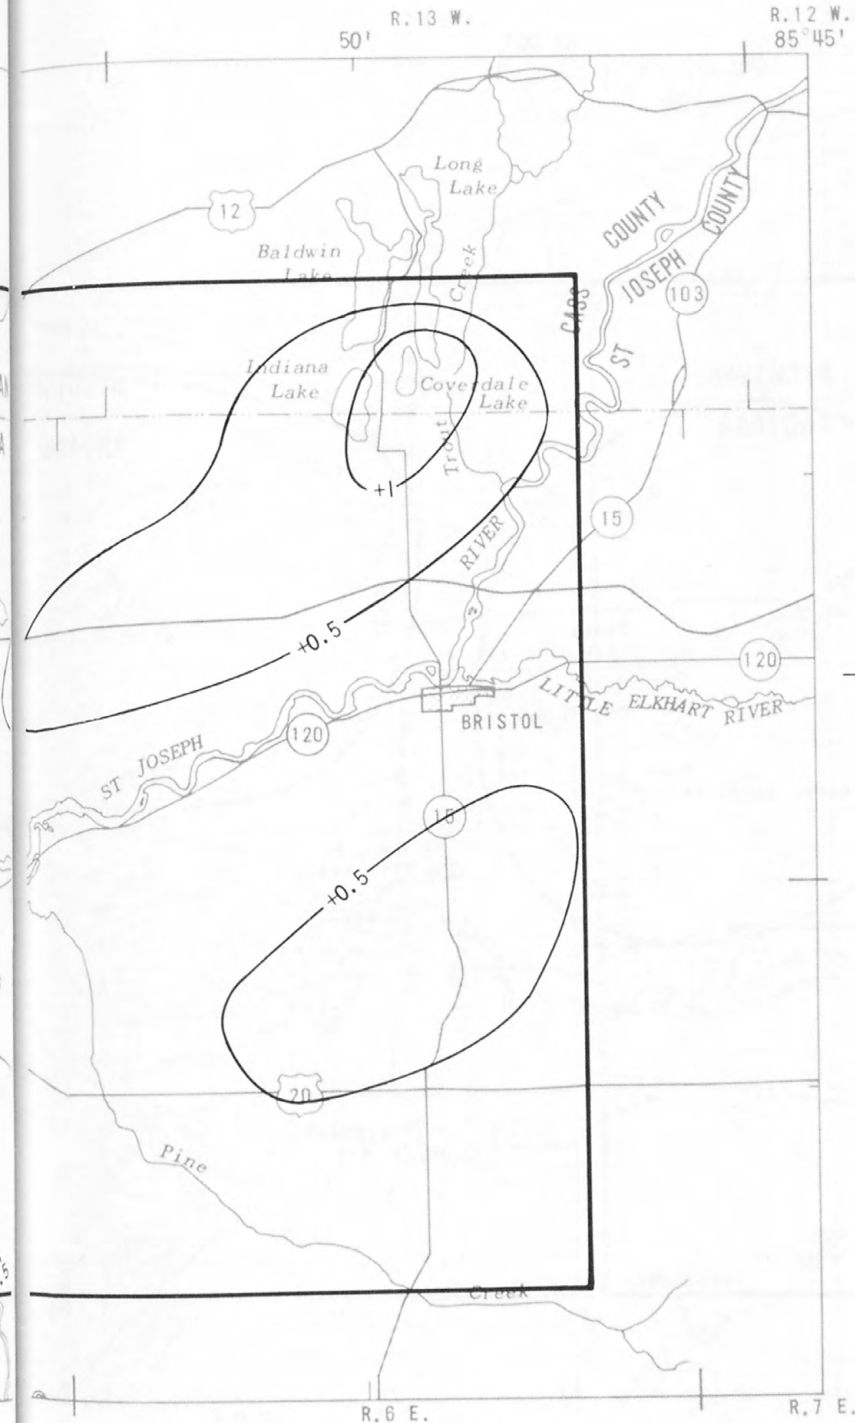 R.13 W.
R.12 W.
50'
85°45'
Long
Lake
12
COUNTY
COUNTY
Baldwin
Lake
Creek
JOSEPH
103
CASS
ST
Indiana
Lake
Coverdale
Lake
Trout
+1
15
RIVER
+0.5
120
LITTLE ELKHART RIVER
BRISTOL
120
ST JOSEPH
15
+0.5
20
Pine
Creek
R.6 E.
R.7 E.